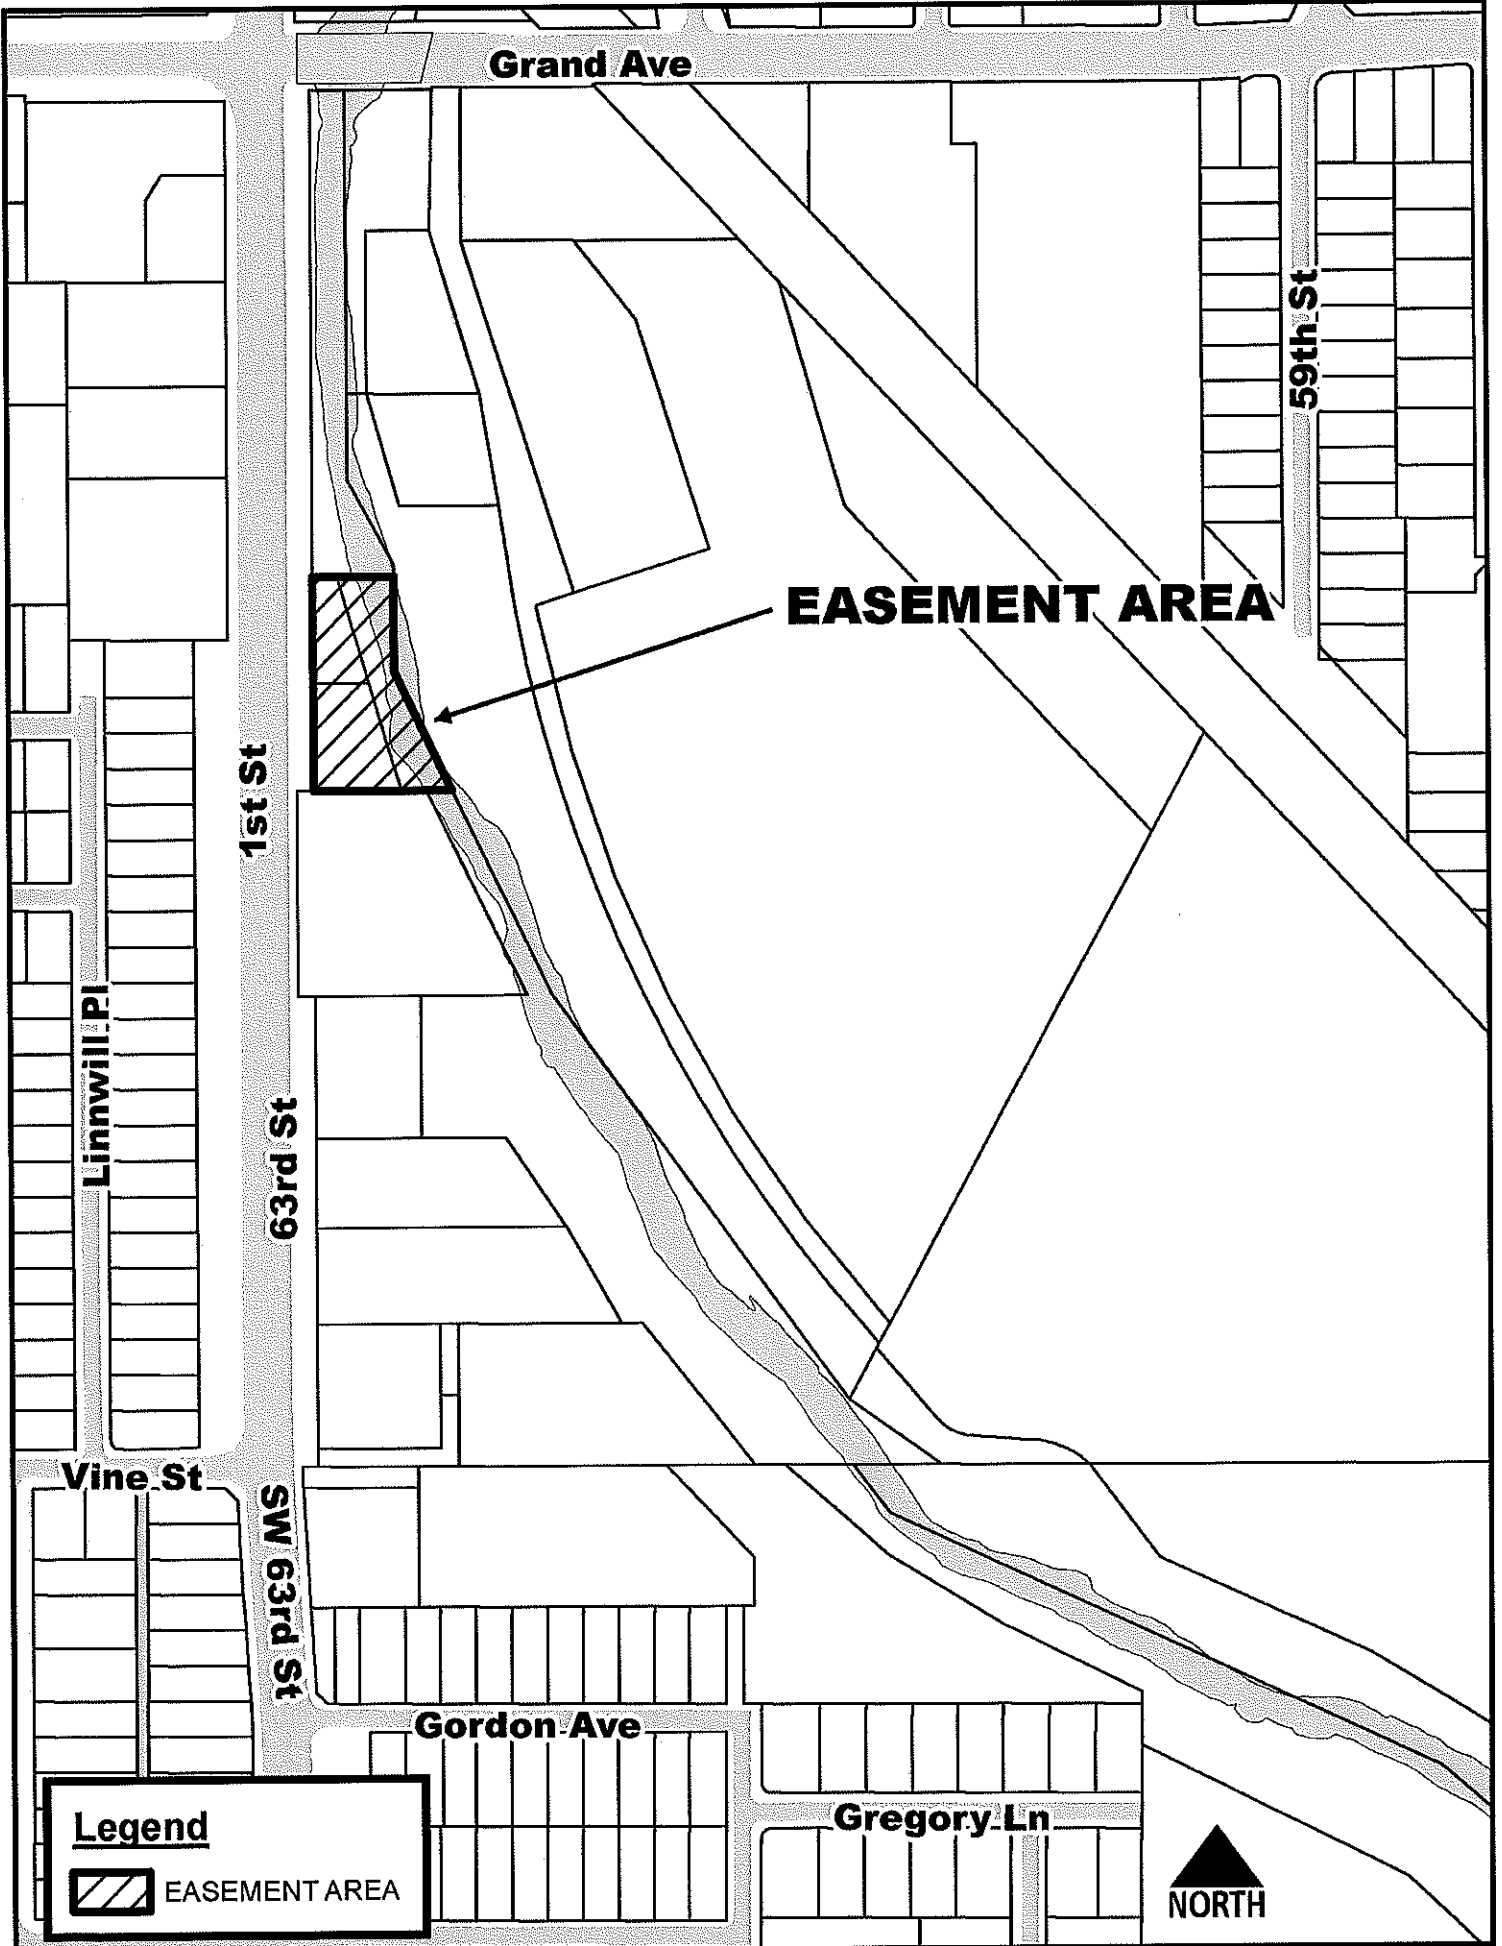 Grand Ave
59th St
EASEMENT AREA
1st St
Linnwill Pl
63rd St
Vine St
SW 63rd St
Gordon Ave
Gregory Ln
Legend
EASEMENT AREA
NORTH